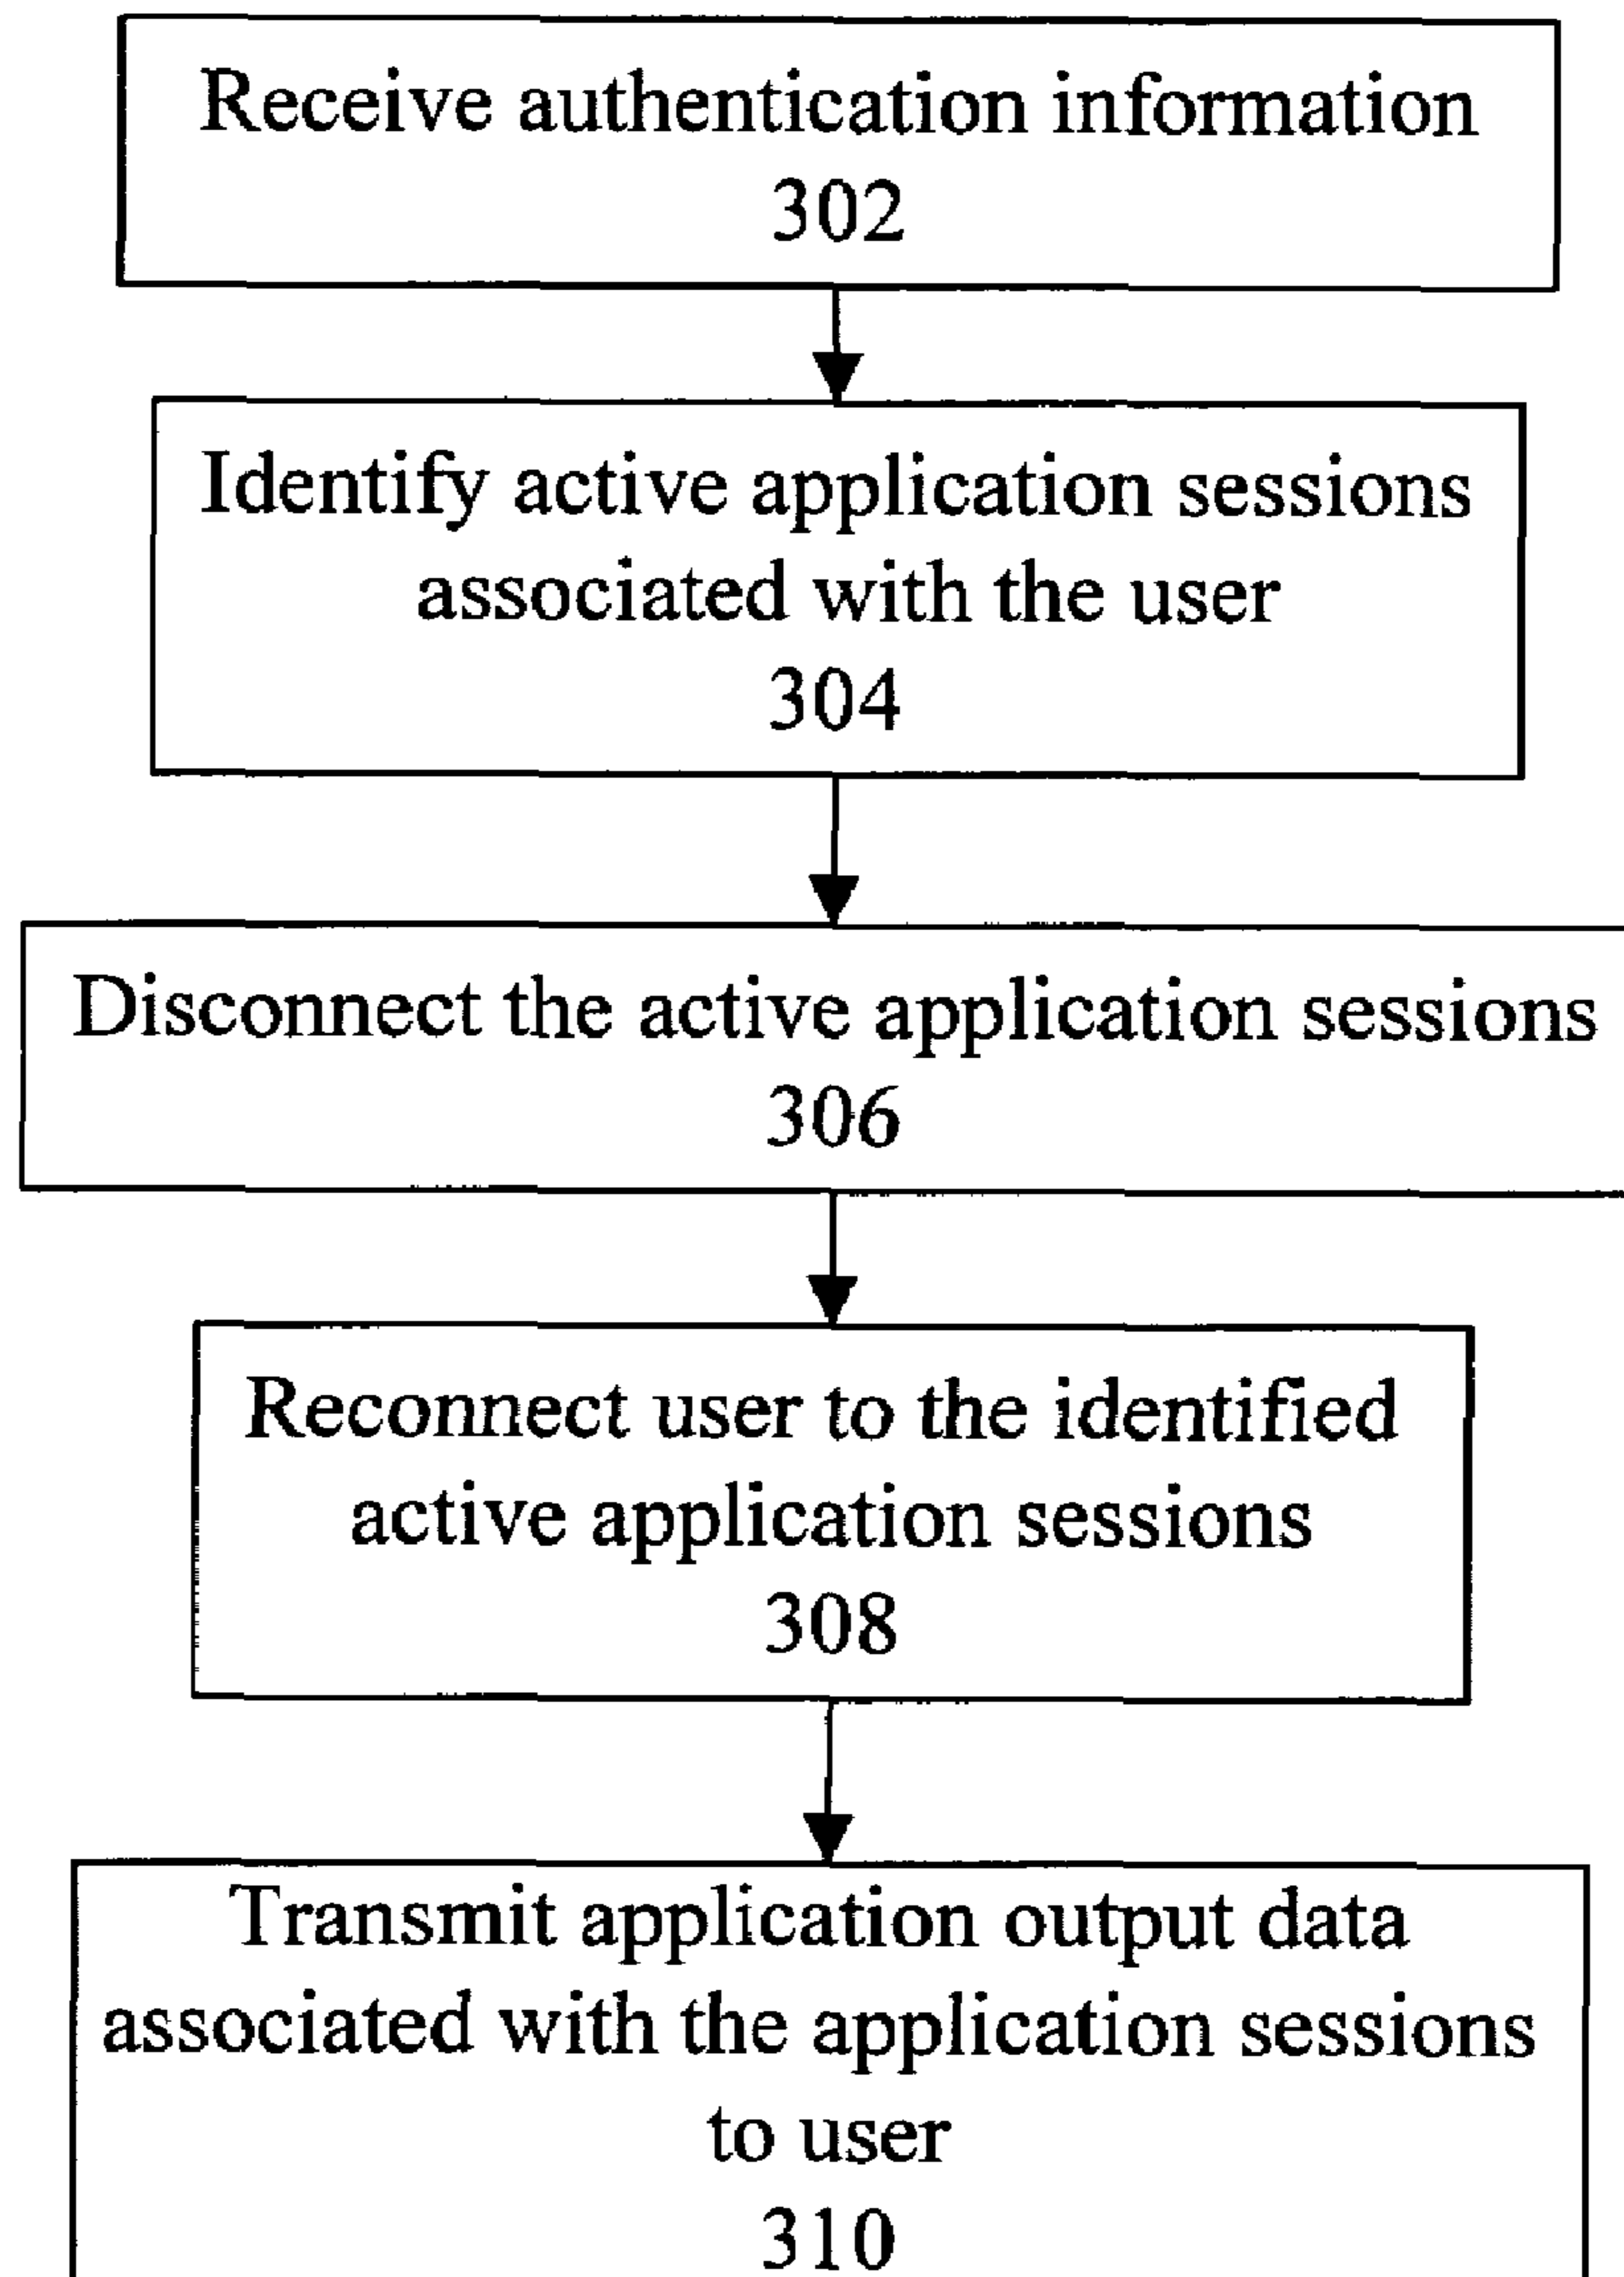 Receive authentication information
302
Identify active application sessions
associated with the user
304
Disconnect the active application sessions
306
Reconnect user to the identified
active application sessions
308
Transmit application output data
associated with the application sessions
to user
310